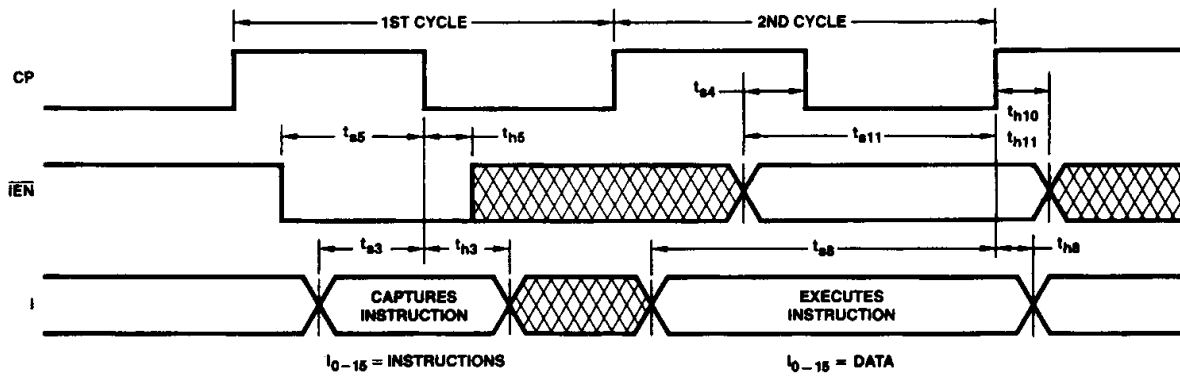 1ST CYCLE
2ND CYCLE
CP
ts4
th10
ts5
th5
ts11
th11
IEN
ts3
th3
ts8
th8
I
CAPTURES
INSTRUCTION
EXECUTES
INSTRUCTION
I0–15 = INSTRUCTIONS
I0–15 = DATA